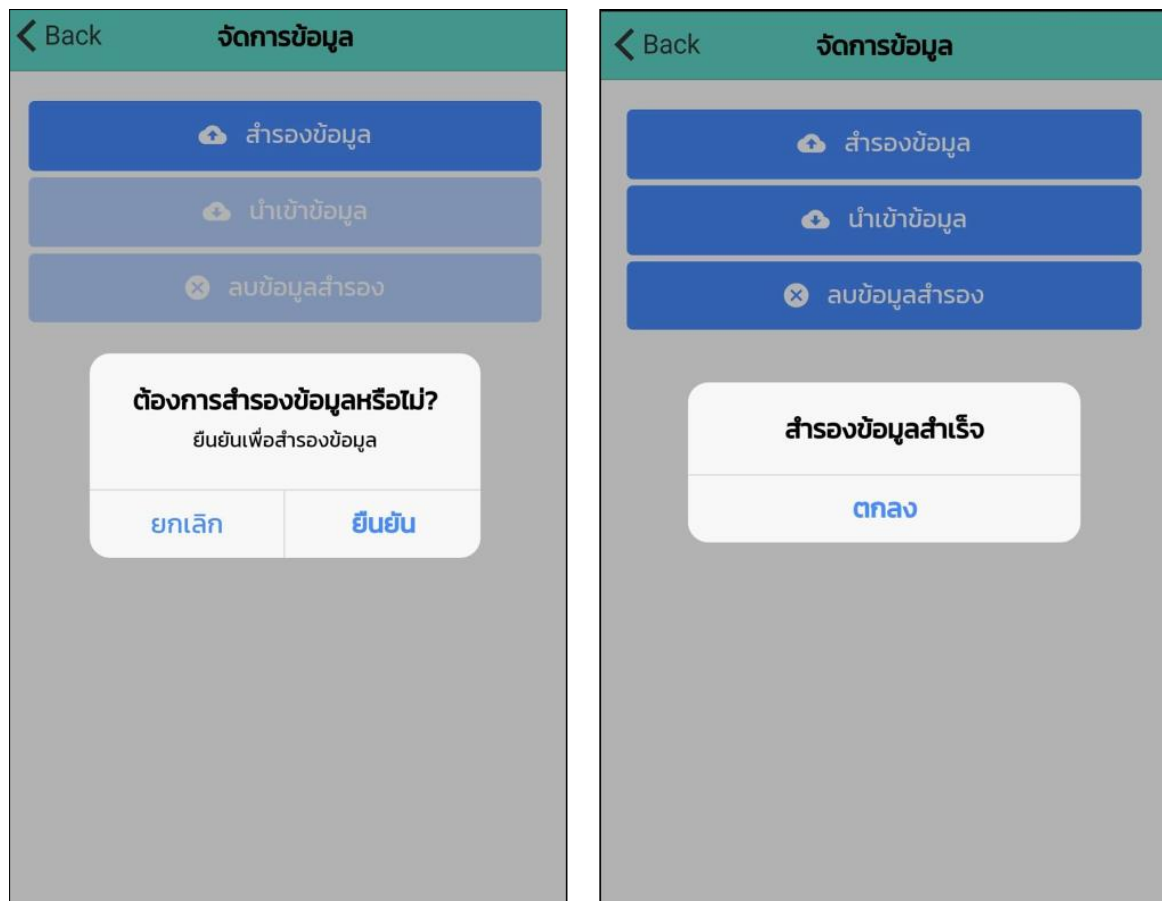 Back
จัดการข้อมูล
สำรองข้อมูล
นำเข้าข้อมูล
ลบข้อมูลสำรอง
ต้องการสำรองข้อมูลหรือไม่?
ยืนยันเพื่อสำรองข้อมูล
ยกเลิก
ยืนยัน
Back
จัดการข้อมูล
สำรองข้อมูล
นำเข้าข้อมูล
ลบข้อมูลสำรอง
สำรองข้อมูลสำเร็จ
ตกลง